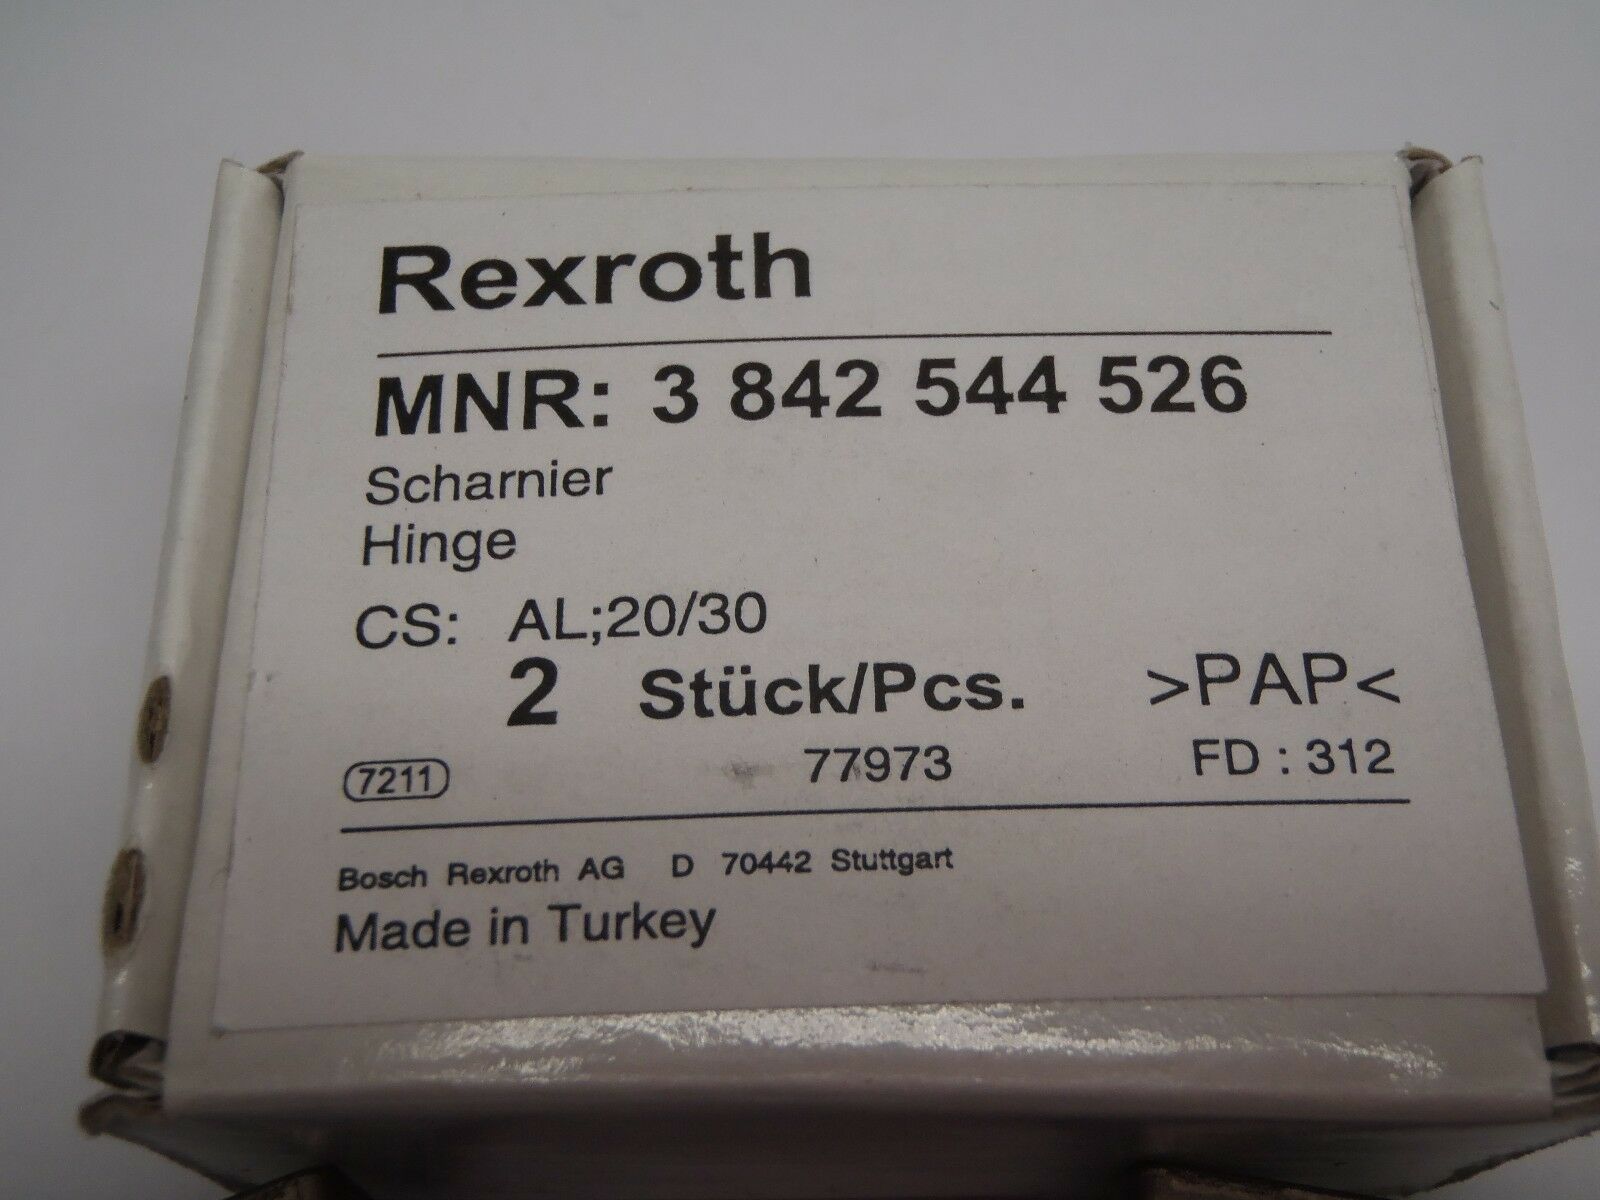 Rexroth
MNR: 3 842 544 526
Scharnier
Hinge
CS: AL;20/30
2 Stück/Pcs. >PAP<
7211 77973 FD : 312
Bosch Rexroth AG D 70442 Stuttgart
Made in Turkey